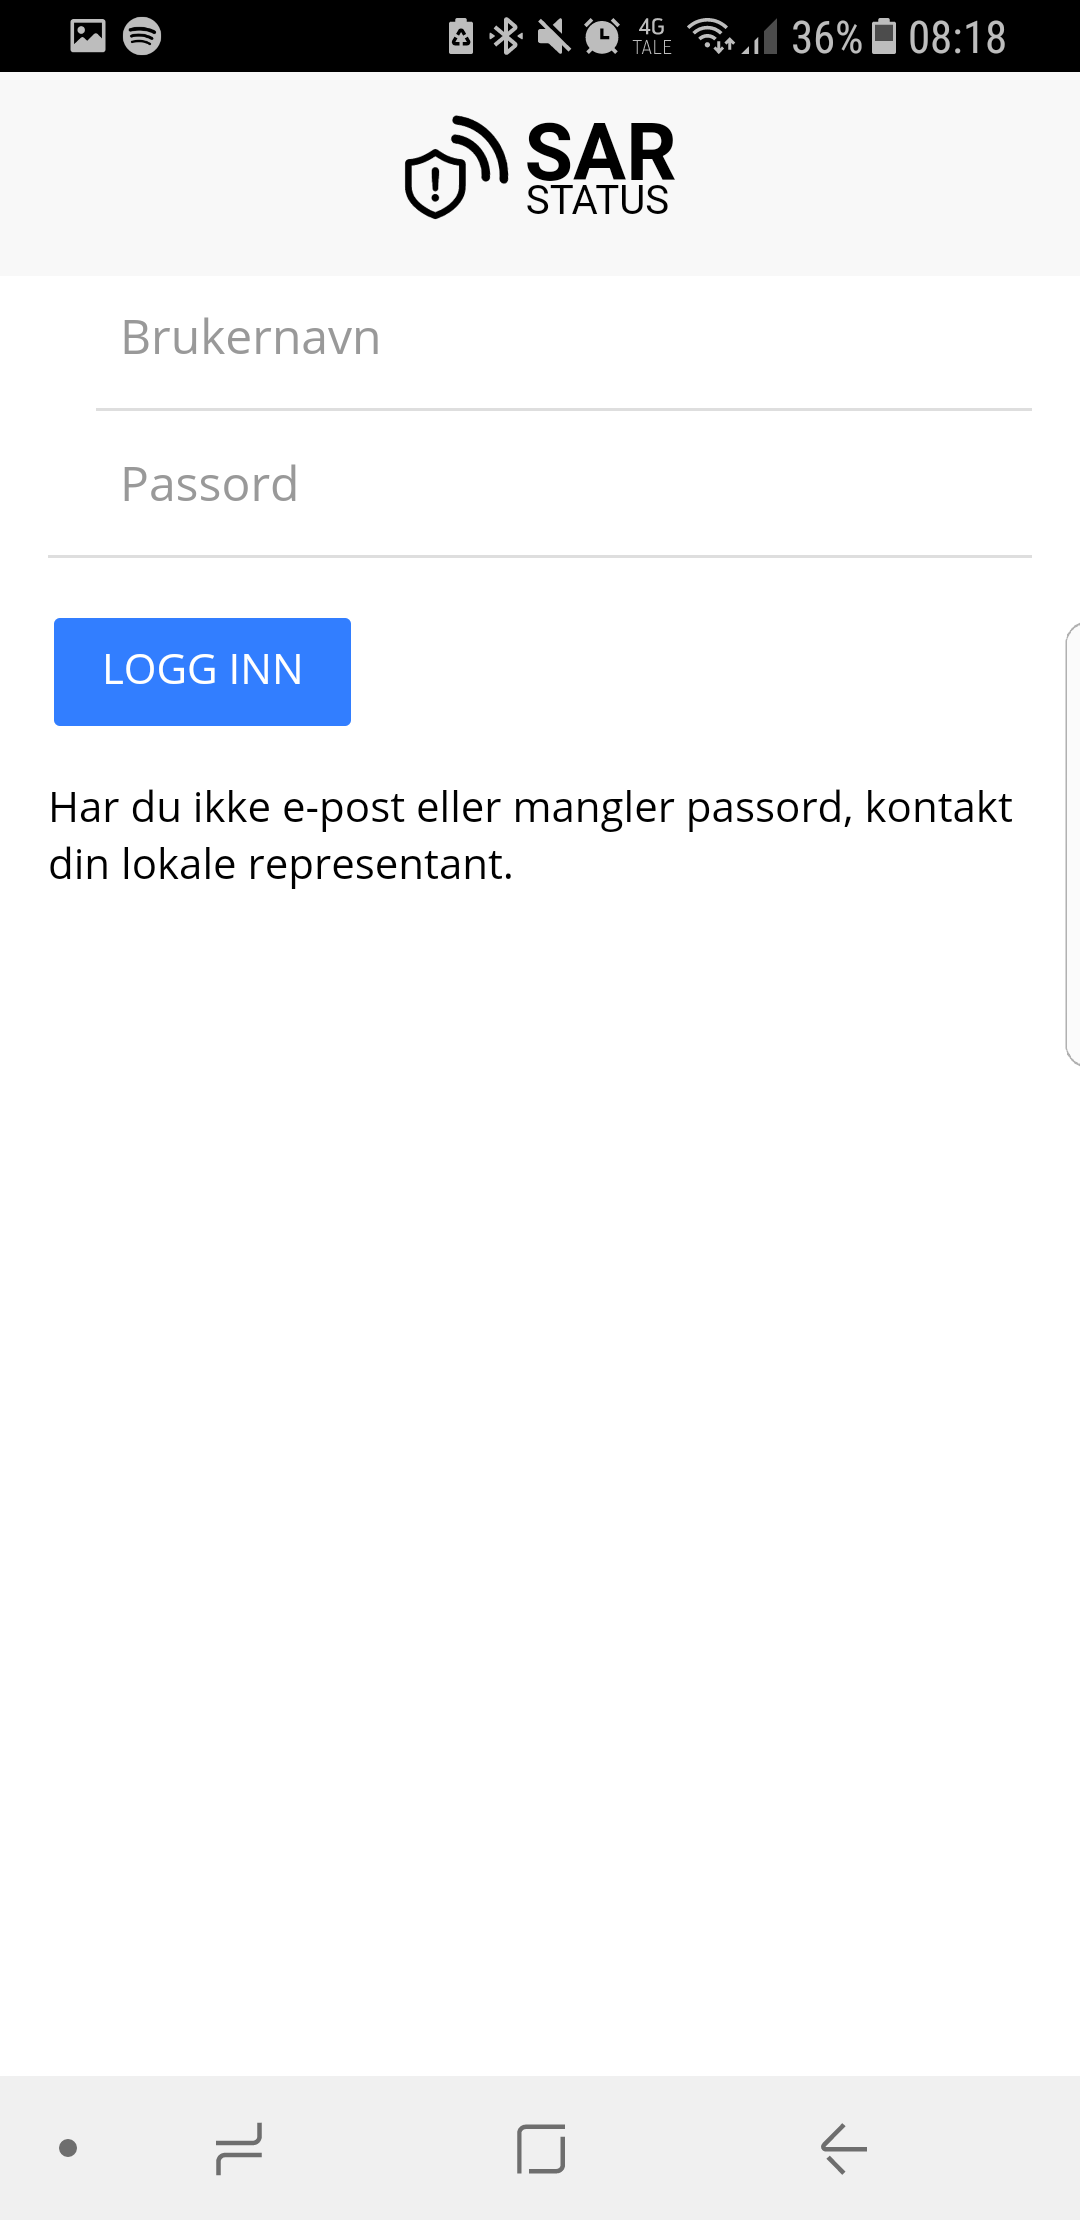 4G
TALE
36%
08:18
SAR
STATUS
Brukernavn
Passord
LOGG INN
Har du ikke e-post eller mangler passord, kontakt
din lokale representant.